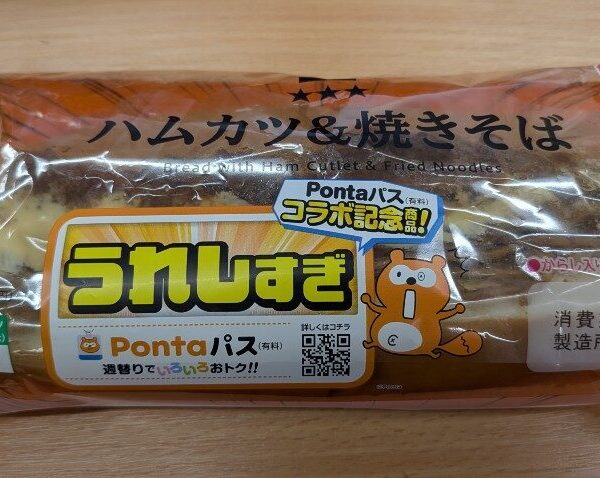 ハムカツ&焼きそば
Bread with Ham Cutlet & Fried Noodles
Pontaパス(有料)
コラボ記念商品!
うれしすぎ
からし入り
Pontaパス(有料)
週替りでいろいろおトク!!
詳しくはコチラ
消費
製造所